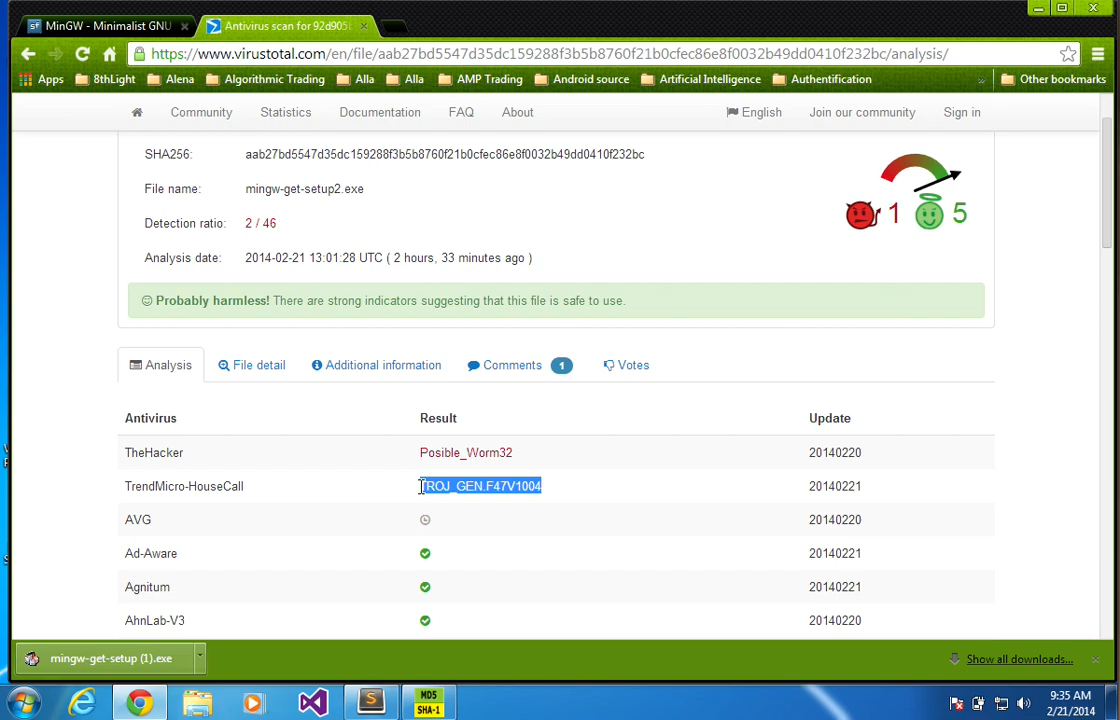 MinGW - Minimalist GNU
Antivirus scan for 92d905
https://www.virustotal.com/en/file/aab27bd5547d35dc159288f3b5b8760f21b0cfec86e8f0032b49dd0410f232bc/analysis/
Apps 8thLight Alena Algorithmic Trading Alla Alla AMP Trading Android source Artificial Intelligence Authentification » Other bookmarks
Community Statistics Documentation FAQ About English Join our community Sign in
SHA256: aab27bd5547d35dc159288f3b5b8760f21b0cfec86e8f0032b49dd0410f232bc
File name: mingw-get-setup2.exe
1 5
Detection ratio: 2 / 46
Analysis date: 2014-02-21 13:01:28 UTC ( 2 hours, 33 minutes ago )
Probably harmless! There are strong indicators suggesting that this file is safe to use.
Analysis File detail Additional information Comments 1 Votes
Antivirus Result Update
TheHacker Posible_Worm32 20140220
TrendMicro-HouseCall TROJ_GEN.F47V1004 20140221
AVG 20140220
Ad-Aware 20140221
Agnitum 20140221
AhnLab-V3 20140220
mingw-get-setup (1).exe Show all downloads...
MD5
SHA-1
9:35 AM
2/21/2014